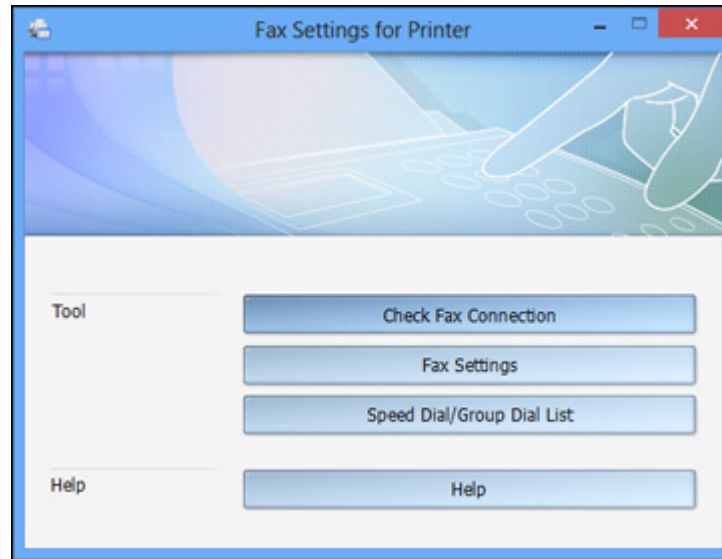 Fax Settings for Printer
Tool
Check Fax Connection
Fax Settings
Speed Dial/Group Dial List
Help
Help